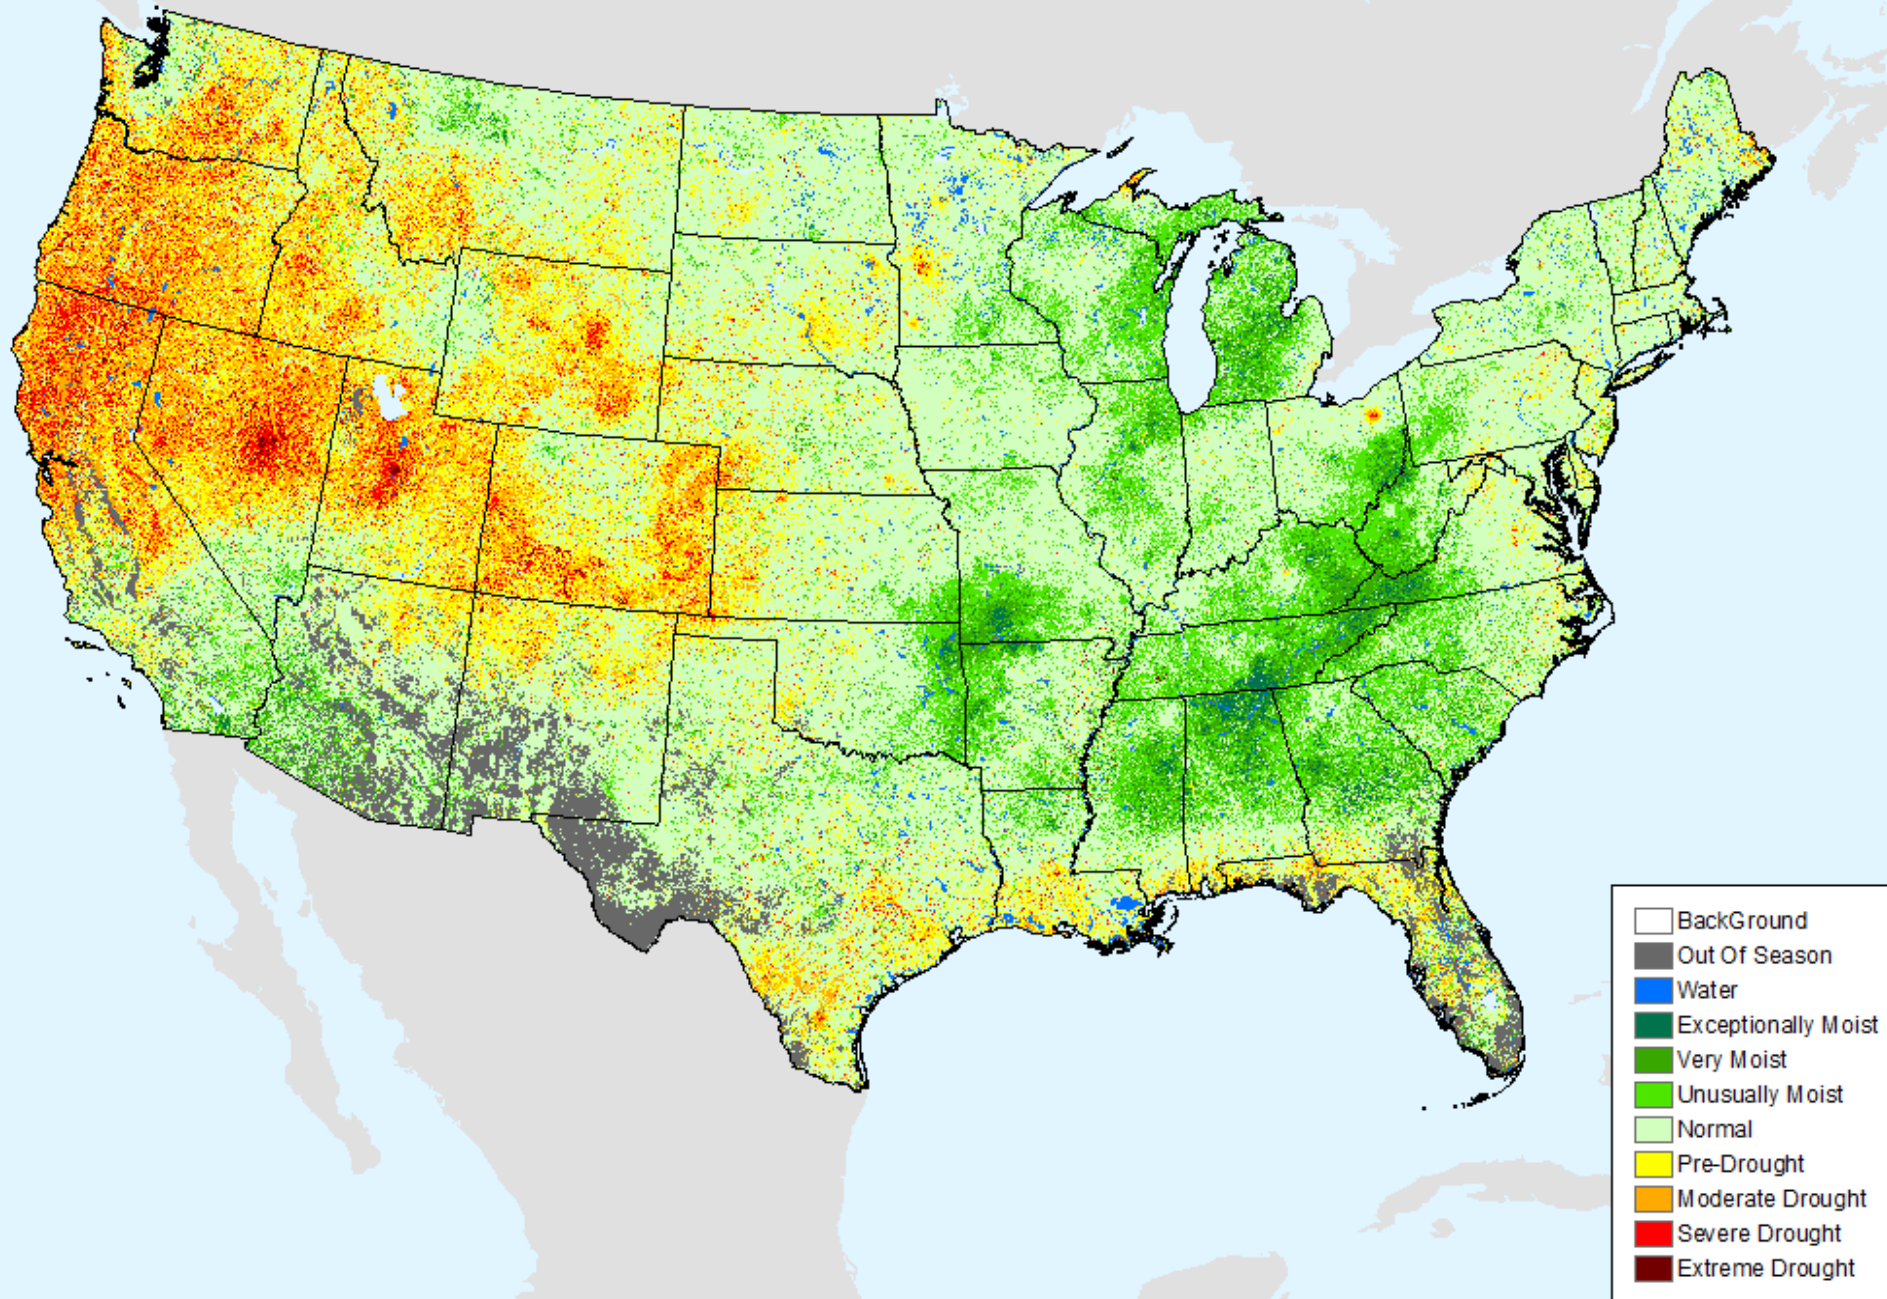 BackGround
Out Of Season
Water
Exceptionally Moist
Very Moist
Unusually Moist
Normal
Pre-Drought
Moderate Drought
Severe Drought
Extreme Drought